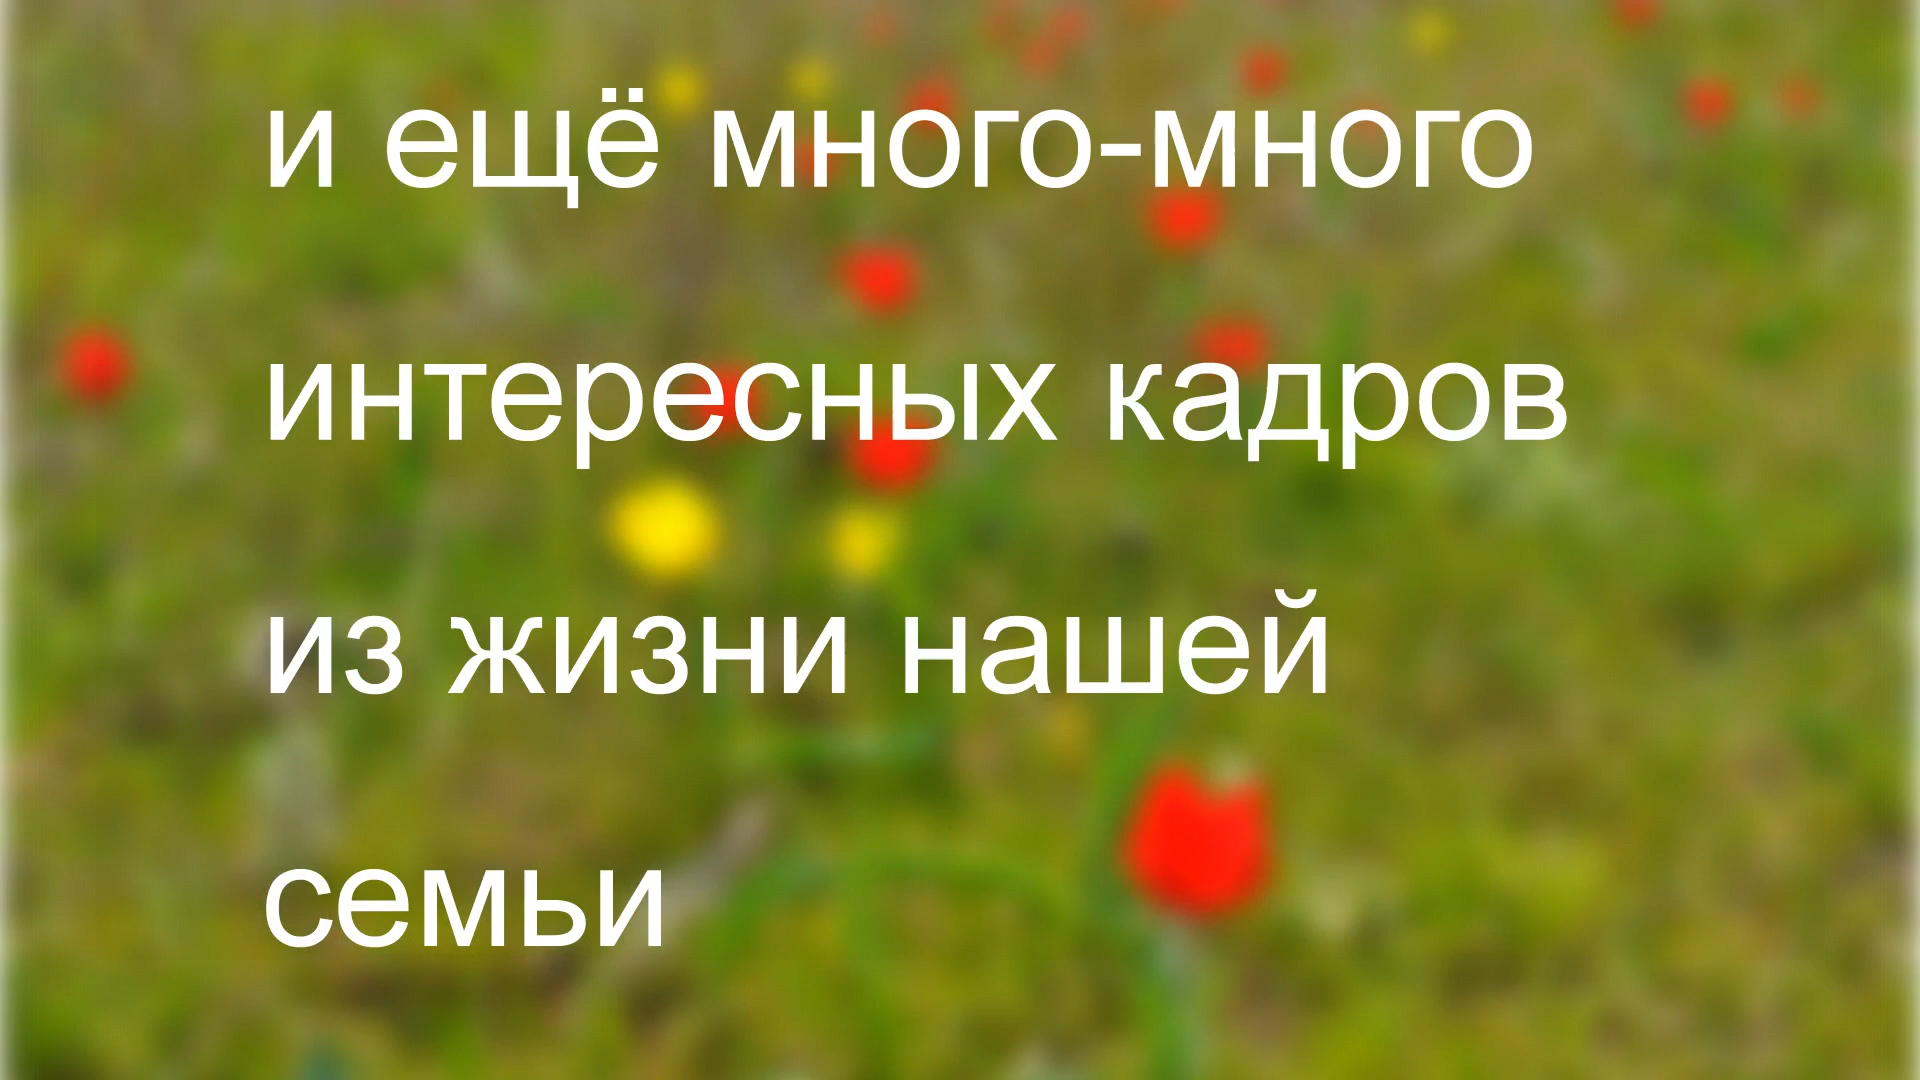 и ещё много-много
интересных кадров
из жизни нашей
семьи